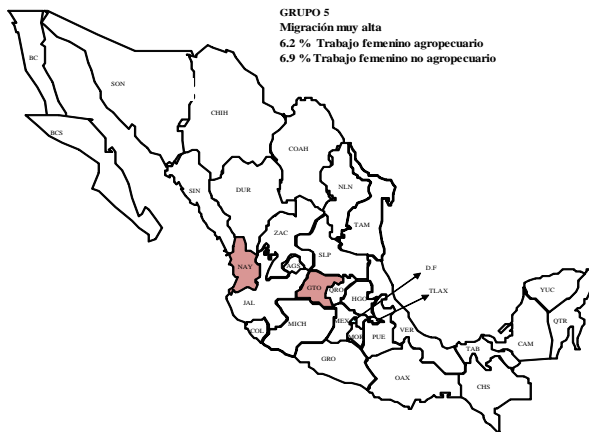 GRUPO 5
Migración muy alta
6.2 % Trabajo femenino agropecuario
6.9 % Trabajo femenino no agropecuario
BC
SON
CHIH
BCS
COAH
SIN
DUR
NLN
TAM
ZAC
SLP
NAY
AGS
D.F
GTO
QRO
HGO
TLAX
JAL
YUC
QTR
COL
MICH
MEX
MOR
PUE
VER
TAB
CAM
GRO
OAX
CHS